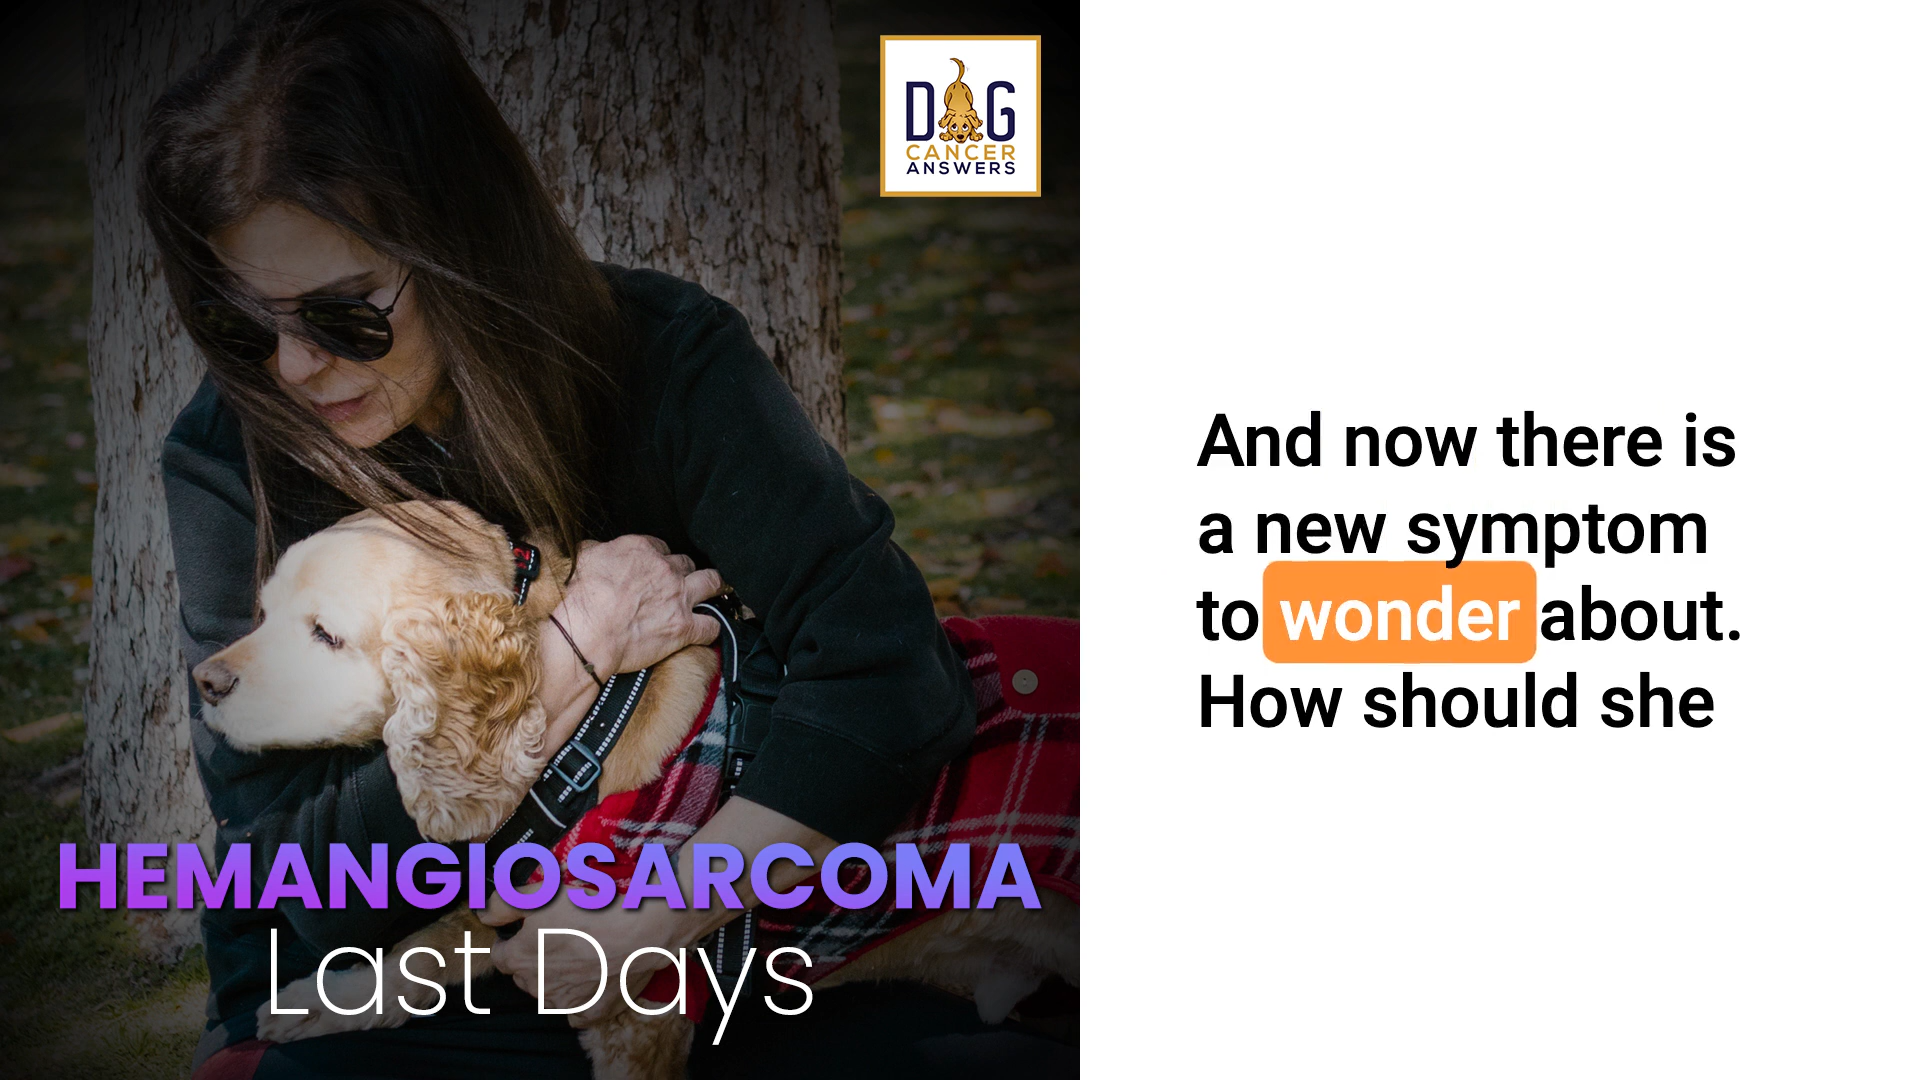 DOG
CANCER
ANSWERS
HEMANGIOSARCOMA
Last Days
And now there is
a new symptom
to wonder about.
How should she